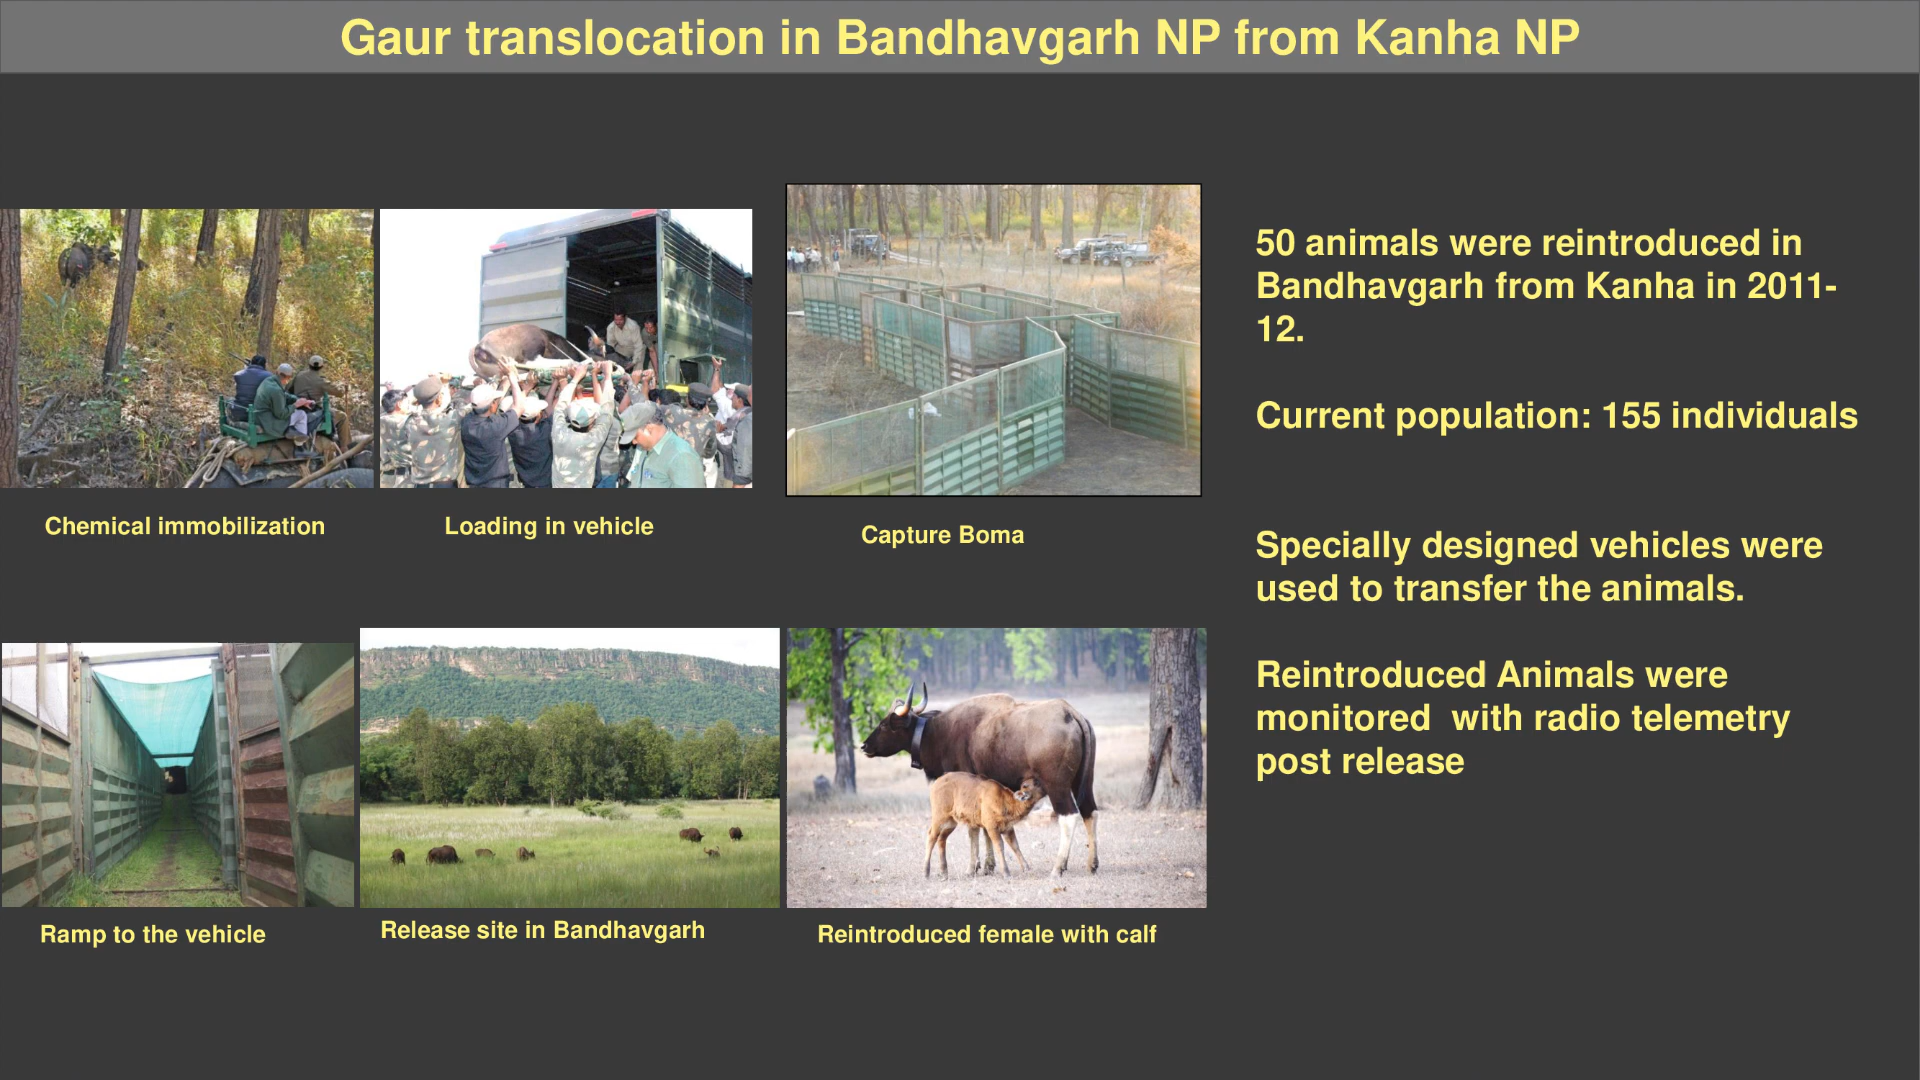 Gaur translocation in Bandhavgarh NP from Kanha NP
Chemical immobilization
Loading in vehicle
Capture Boma
Ramp to the vehicle
Release site in Bandhavgarh
Reintroduced female with calf
50 animals were reintroduced in
Bandhavgarh from Kanha in 2011-
12.
Current population: 155 individuals
Specially designed vehicles were
used to transfer the animals.
Reintroduced Animals were
monitored  with radio telemetry
post release